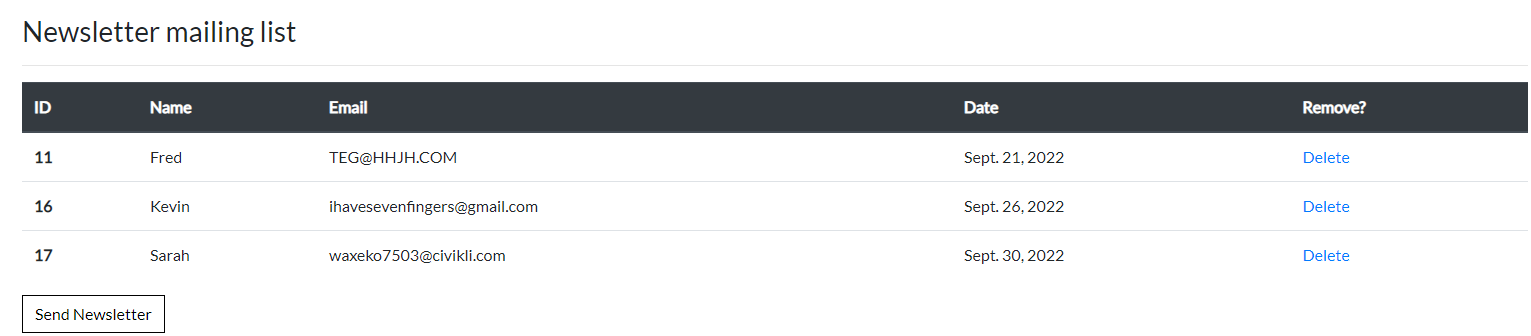 Newsletter mailing list
ID Name Email Date Remove?
11 Fred TEG@HHJH.COM Sept. 21, 2022 Delete
16 Kevin ihavesevenfingers@gmail.com Sept. 26, 2022 Delete
17 Sarah waxeko7503@civikli.com Sept. 30, 2022 Delete
Send Newsletter